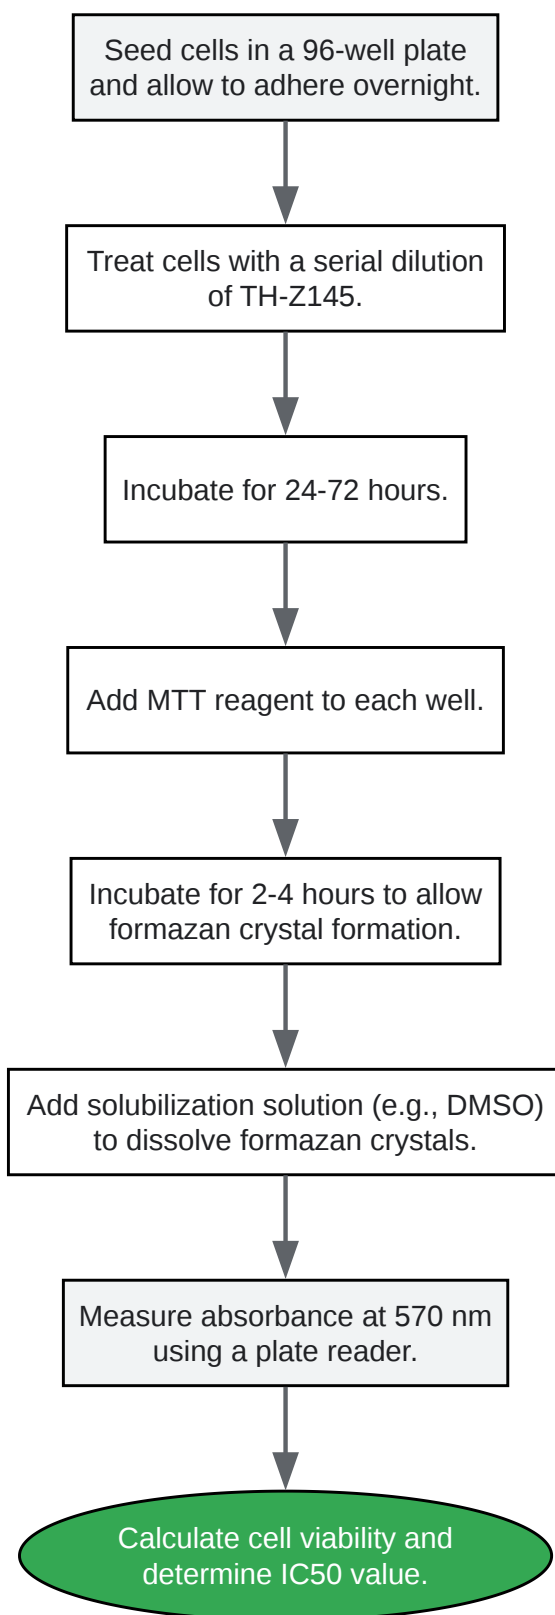 Seed cells in a 96-well plate
and allow to adhere overnight.
Treat cells with a serial dilution
of TH-Z145.
Incubate for 24-72 hours.
Add MTT reagent to each well.
Incubate for 2-4 hours to allow
formazan crystal formation.
Add solubilization solution (e.g., DMSO)
to dissolve formazan crystals.
Measure absorbance at 570 nm
using a plate reader.
Calculate cell viability and
determine IC50 value.